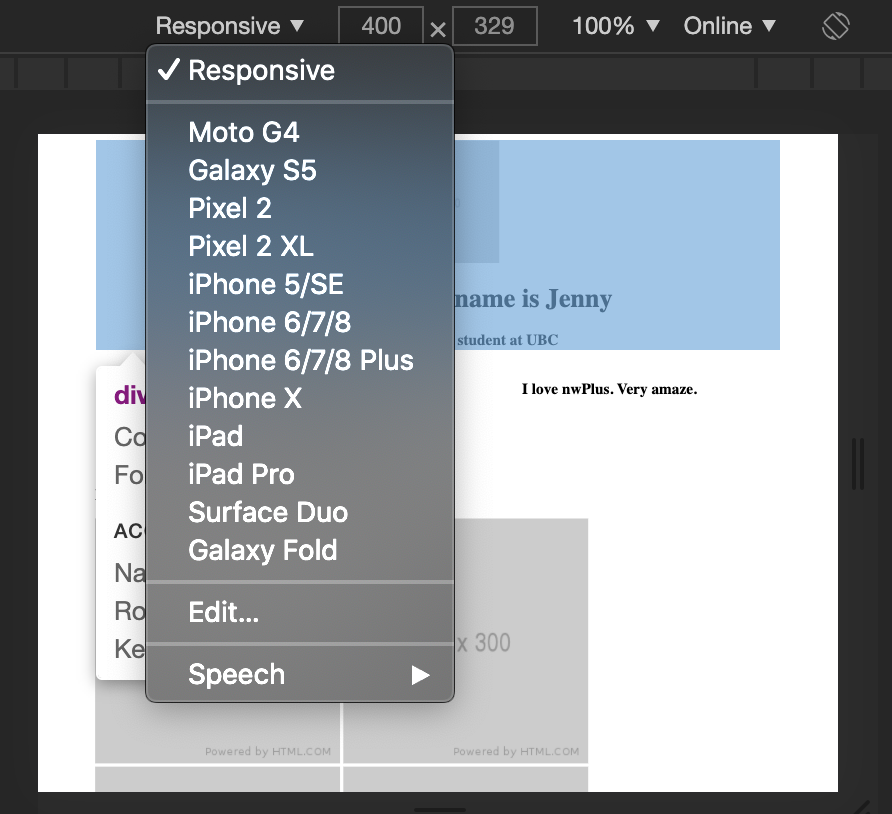 Responsive ▼ 400 × 329 100% ▼ Online ▼
✓ Responsive
Moto G4
Galaxy S5
Pixel 2
Pixel 2 XL
iPhone 5/SE
iPhone 6/7/8
iPhone 6/7/8 Plus
iPhone X
iPad
iPad Pro
Surface Duo
Galaxy Fold
Edit...
Speech ▶
name is Jenny
student at UBC
I love nwPlus. Very amaze.
div
Co
Fo
AC
Na
Ro
Ke
x 300
Powered by HTML.COM
Powered by HTML.COM